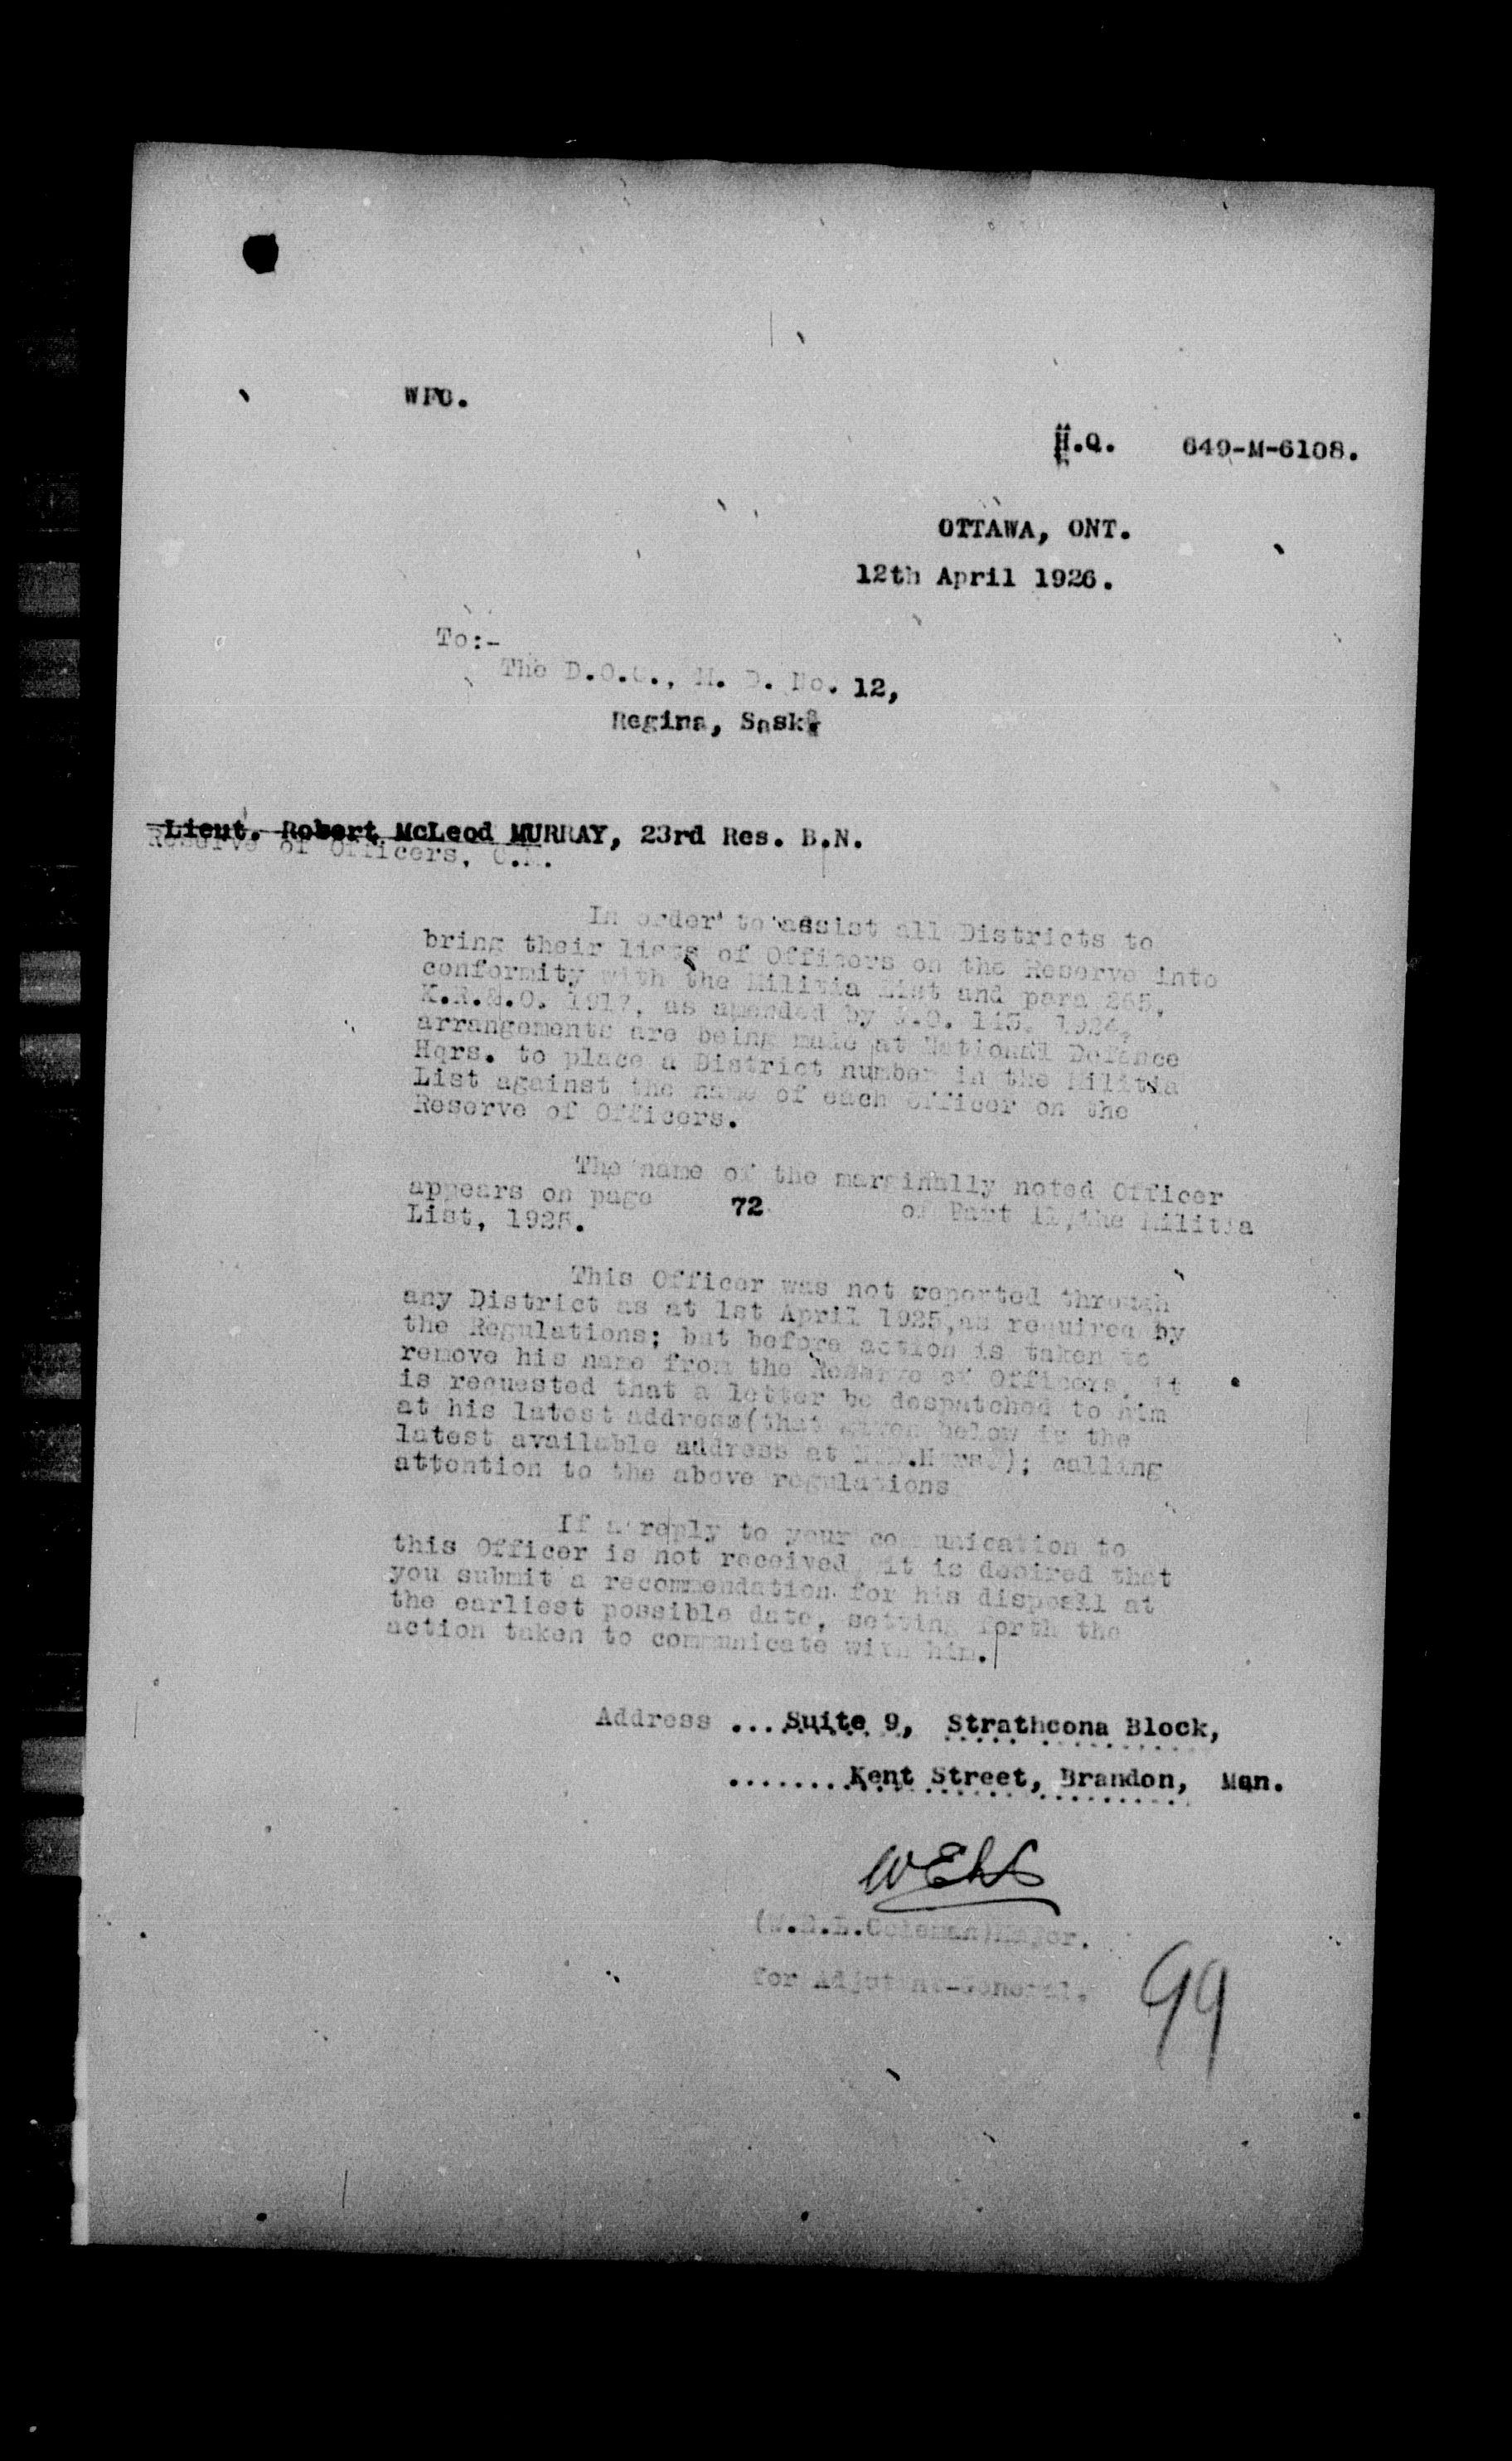 WFC.
H.Q. 649-M-6108.
OTTAWA, ONT.
12th April 1926.
To:-
The D.O.C., M. D. No. 12,
Regina, Sask.
Lieut. Robert McLeod MURRAY, 23rd Res. B.N.
Reserve of Officers, C.M.
In order to assist all Districts to
bring their lists of Officers on the Reserve into
conformity with the Militia List and para 265,
K.R.&.O. 1917, as amended by G.O. 115. 1924,
arrangements are being made at National Defence
Hqrs. to place a District number in the Militia
List against the name of each Officer on the
Reserve of Officers.
The name of the marginally noted Officer
appears on page 72 of Part II, the Militia
List, 1925.
This Officer was not reported through
any District as at 1st April 1925, as required by
the Regulations; but before action is taken to
remove his name from the Reserve of Officers, it
is requested that a letter be despatched to him
at his latest address(that given below is the
latest available address at N.D.Hqrs.); calling
attention to the above regulations
If a reply to your communication to
this Officer is not received, it is desired that
you submit a recommendation for his disposal at
the earliest possible date, setting forth the
action taken to communicate with him.
Address ... Suite 9, Strathcona Block,
........ Kent Street, Brandon, Man.
(W.E.L.Coleman)Major.
for Adjutant-General.
99